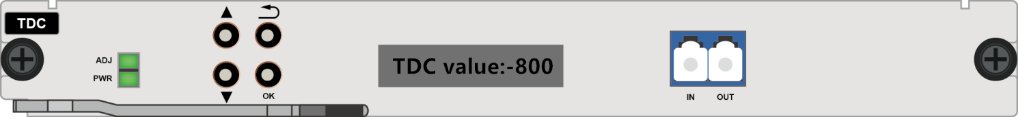 TDC
ADJ
PWR
OK
TDC value:-800
IN OUT